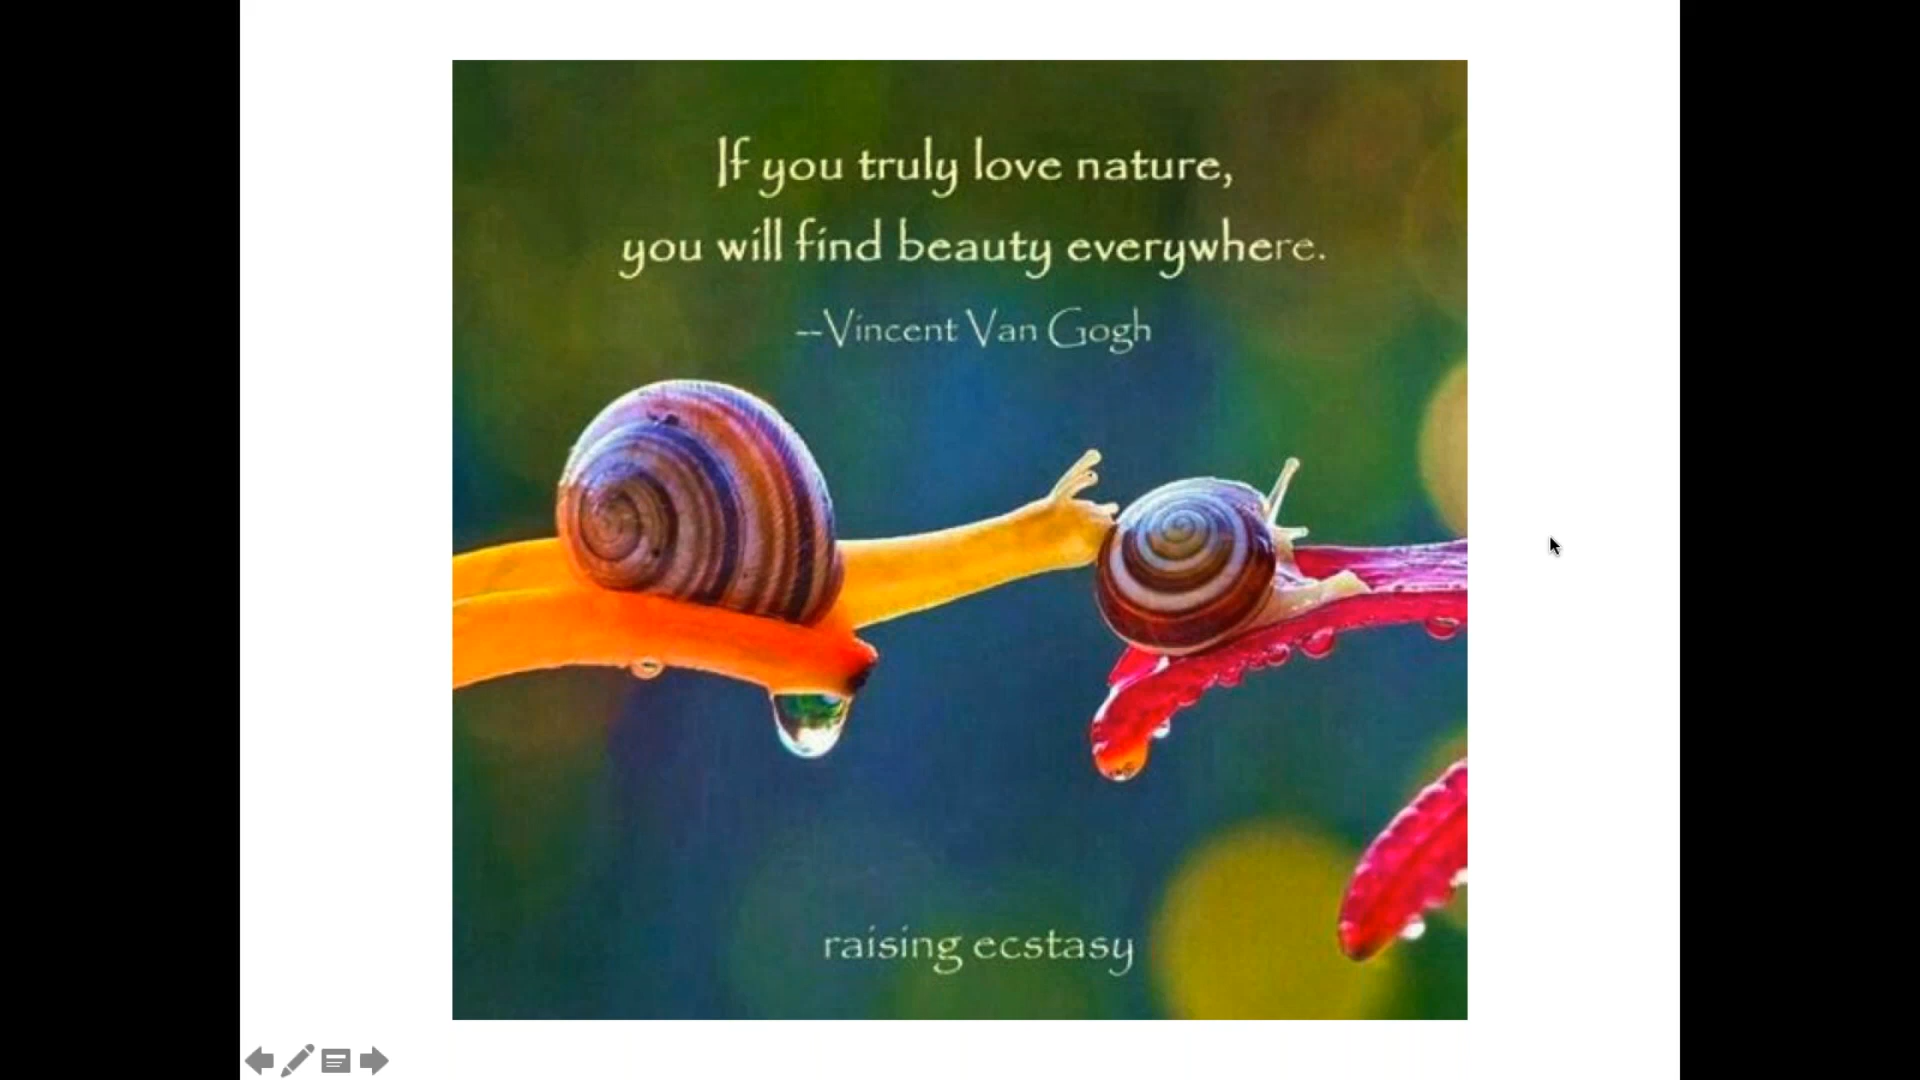 If you truly love nature,
you will find beauty everywhere.
--Vincent Van Gogh
raising ecstasy